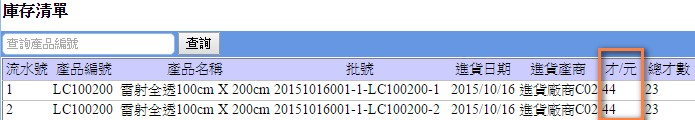 庫存清單
查詢產品編號 查詢
流水號 產品編號 產品名稱 批號 進貨日期 進貨產商 才/元 總才數
1 LC100200 雷射全透100cm X 200cm 20151016001-1-LC100200-1 2015/10/16 進貨廠商C02 44 23
2 LC100200 雷射全透100cm X 200cm 20151016001-1-LC100200-2 2015/10/16 進貨廠商C02 44 23